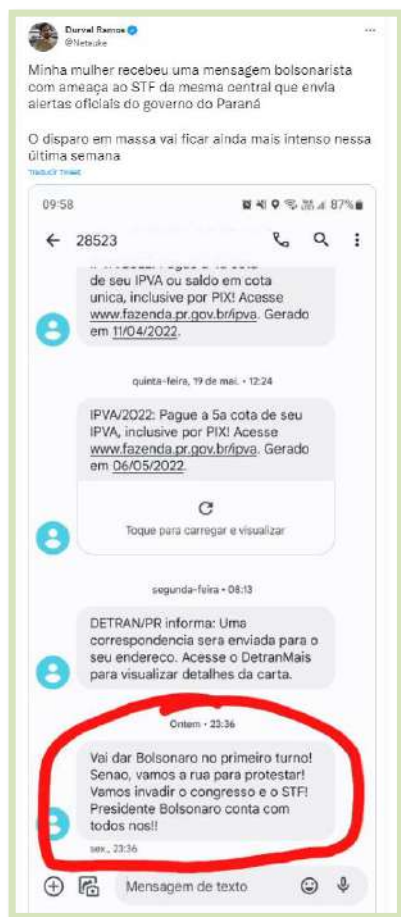 Durval Ramos
@Netauke
Minha mulher recebeu uma mensagem bolsonarista
com ameaça ao STF da mesma central que envia
alertas oficiais do governo do Paraná
O disparo em massa vai ficar ainda mais intenso nessa
última semana
Traducir Tweet
09:58
87%
28523
de seu IPVA ou saldo em cota
unica, inclusive por PIX! Acesse
www.fazenda.pr.gov.br/ipva. Gerado
em 11/04/2022.
quinta-feira, 19 de mai. • 12:24
IPVA/2022: Pague a 5a cota de seu
IPVA, inclusive por PIX! Acesse
www.fazenda.pr.gov.br/ipva. Gerado
em 06/05/2022.
Toque para carregar e visualizar
segunda-feira • 08:13
DETRAN/PR informa: Uma
correspondencia sera enviada para o
seu endereco. Acesse o DetranMais
para visualizar detalhes da carta.
Ontem • 23:36
Vai dar Bolsonaro no primeiro turno!
Senao, vamos a rua para protestar!
Vamos invadir o congresso e o STF!
Presidente Bolsonaro conta com
todos nos!!
sex., 23:36
Mensagem de texto